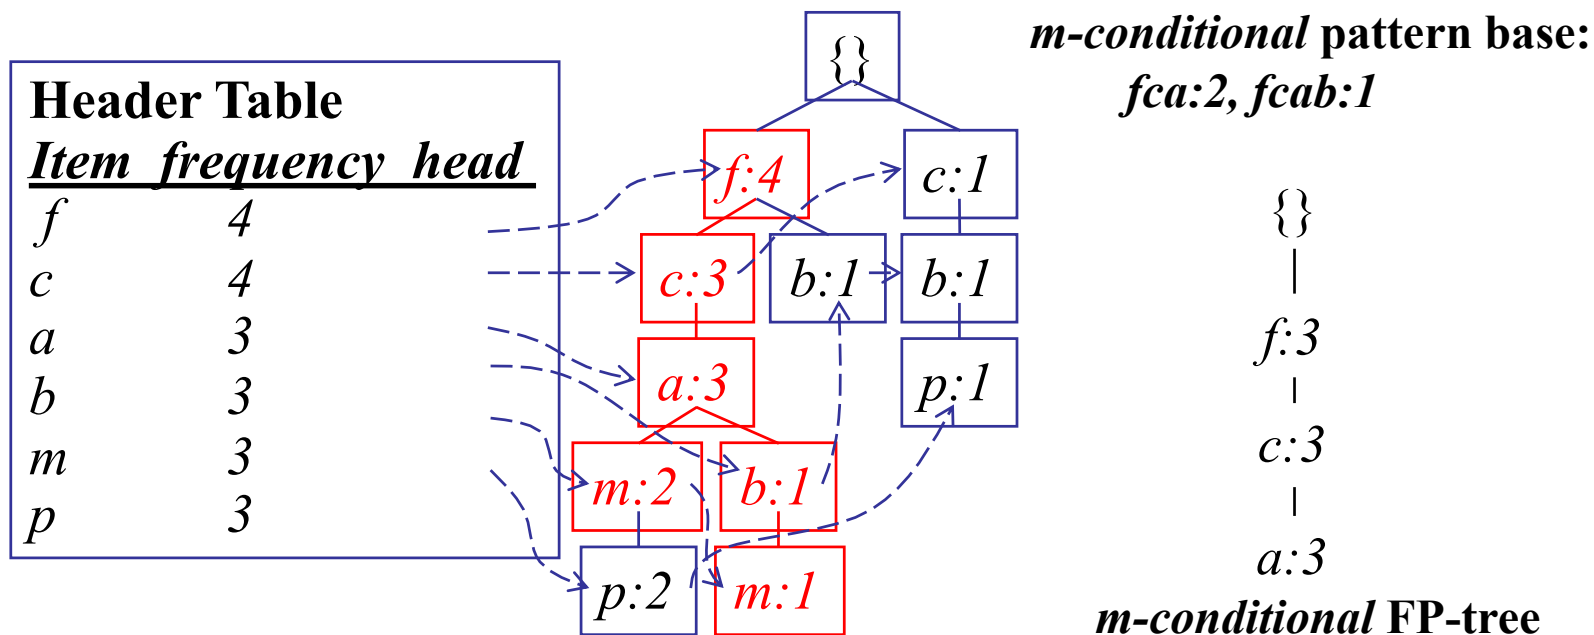 Header Table
Item frequency head
f 4
c 4
a 3
b 3
m 3
p 3
{}
f:4 c:1
c:3 b:1 b:1
a:3 p:1
m:2 b:1
p:2 m:1
m-conditional pattern base:
fca:2, fcab:1
{}
f:3
c:3
a:3
m-conditional FP-tree